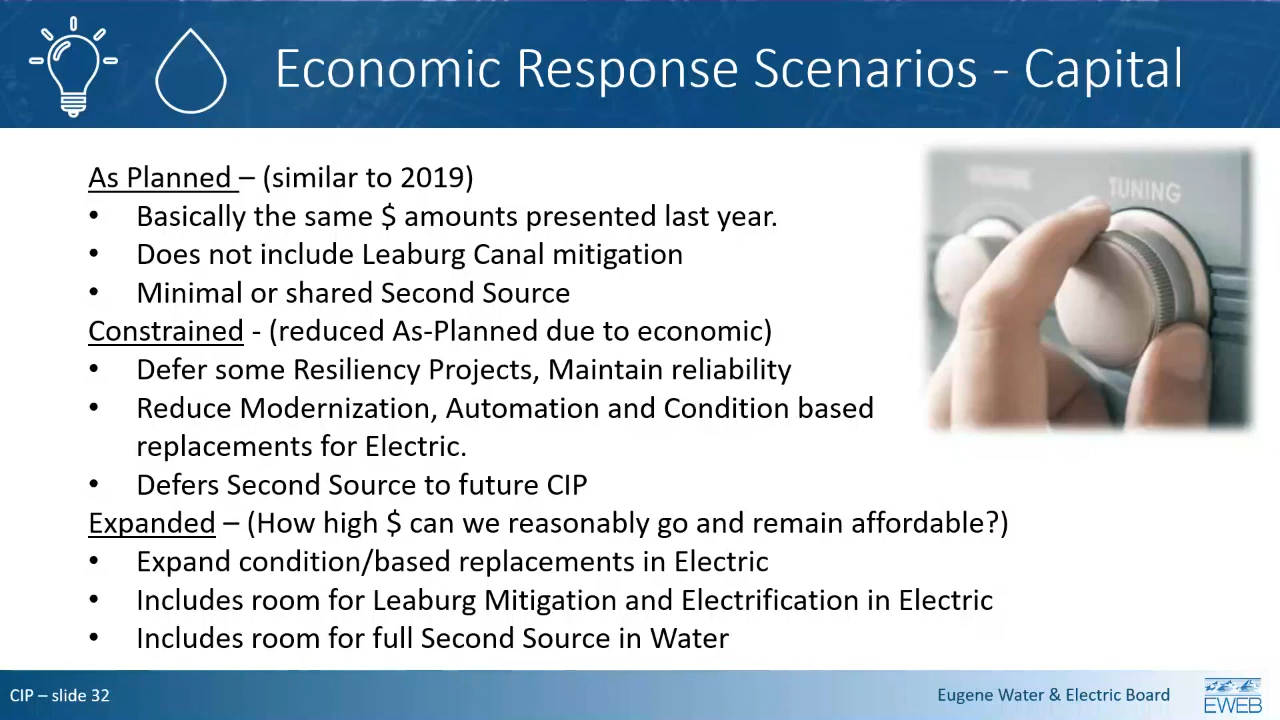 Economic Response Scenarios - Capital
As Planned – (similar to 2019)
• Basically the same $ amounts presented last year.
• Does not include Leaburg Canal mitigation
• Minimal or shared Second Source
Constrained - (reduced As-Planned due to economic)
• Defer some Resiliency Projects, Maintain reliability
• Reduce Modernization, Automation and Condition based
replacements for Electric.
• Defers Second Source to future CIP
Expanded – (How high $ can we reasonably go and remain affordable?)
• Expand condition/based replacements in Electric
• Includes room for Leaburg Mitigation and Electrification in Electric
• Includes room for full Second Source in Water
TUNING
CIP – slide 32
Eugene Water & Electric Board
EWEB